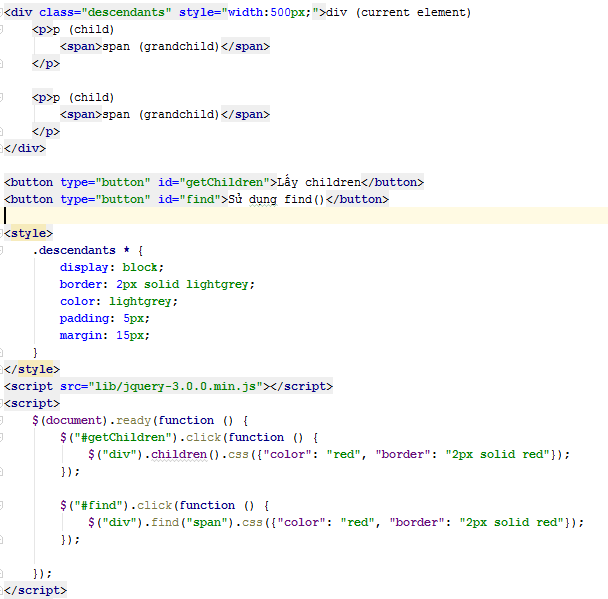 <div class="descendants" style="width:500px;">div (current element)
    <p>p (child)
        <span>span (grandchild)</span>
    </p>

    <p>p (child)
        <span>span (grandchild)</span>
    </p>
</div>

<button type="button" id="getChildren">Lấy children</button>
<button type="button" id="find">Sử dụng find()</button>

<style>
    .descendants * {
        display: block;
        border: 2px solid lightgrey;
        color: lightgrey;
        padding: 5px;
        margin: 15px;
    }
</style>
<script src="lib/jquery-3.0.0.min.js"></script>
<script>
    $(document).ready(function () {
        $("#getChildren").click(function () {
            $("div").children().css({"color": "red", "border": "2px solid red"});
        });

        $("#find").click(function () {
            $("div").find("span").css({"color": "red", "border": "2px solid red"});
        });

    });
</script>